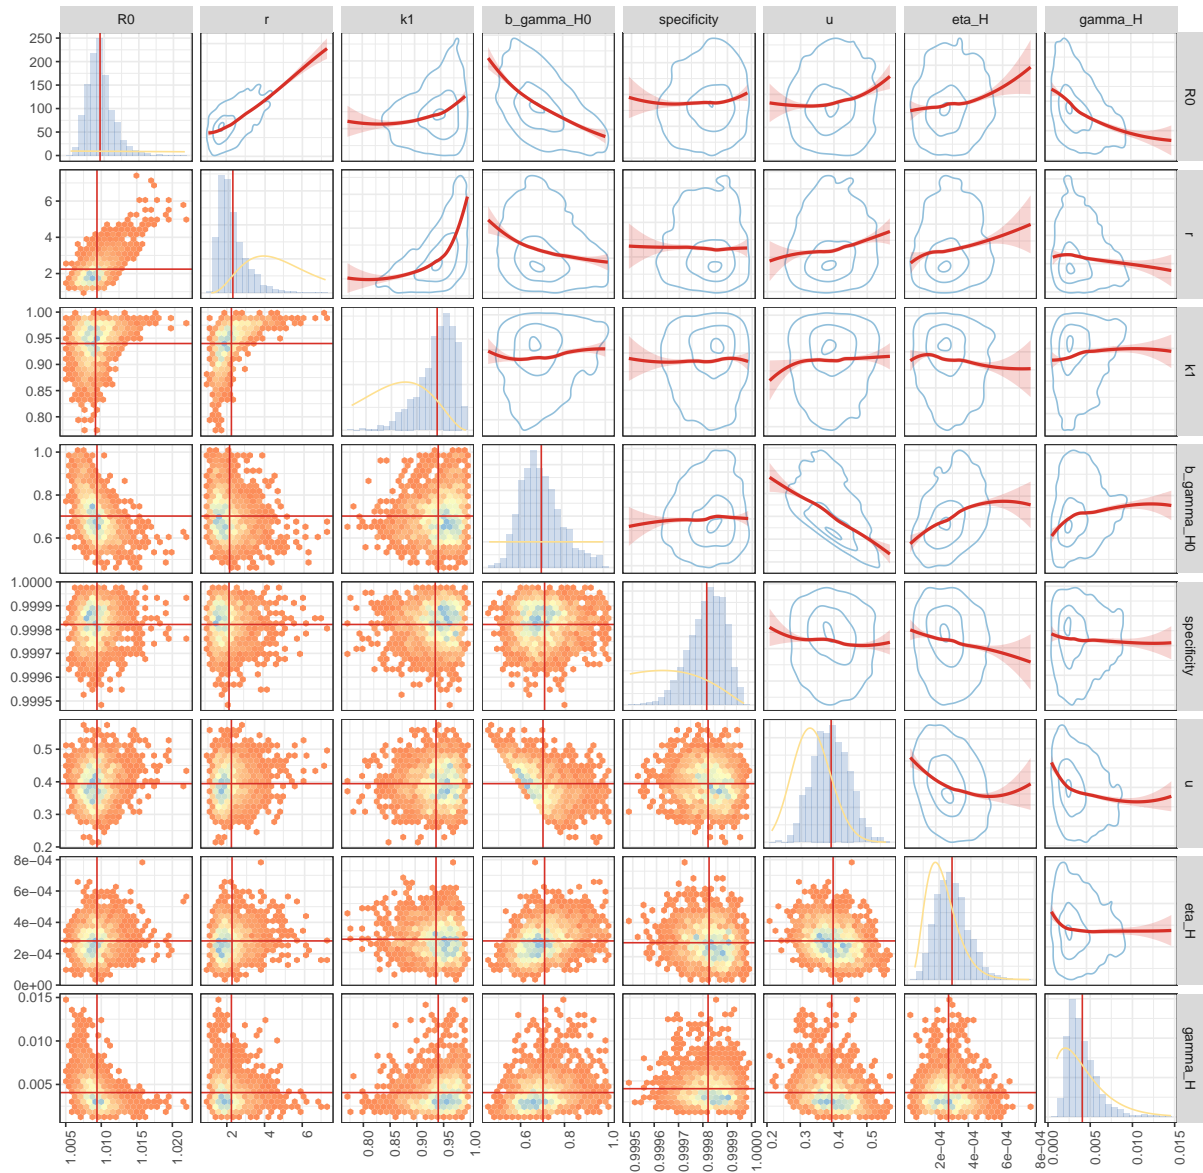 R0 r k1 b_gamma_H0 specificity u eta_H gamma_H
250
200
150
100
50
0
R0
6
4
2
r
1.00
0.95
0.90
0.85
0.80
k1
1.0
0.8
0.6
b_gamma_H0
1.0000
0.9999
0.9998
0.9997
0.9996
0.9995
specificity
0.5
0.4
0.3
0.2
u
8e−04
6e−04
4e−04
2e−04
0e+00
eta_H
0.015
0.010
0.005
gamma_H
1.005 1.010 1.015 1.020 2 4 6 0.80 0.85 0.90 0.95 1.00 0.6 0.8 1.0 0.9995 0.9996 0.9997 0.9998 0.9999 1.0000 0.2 0.3 0.4 0.5 2e−04 4e−04 6e−04 8e−04 0.000 0.005 0.010 0.015